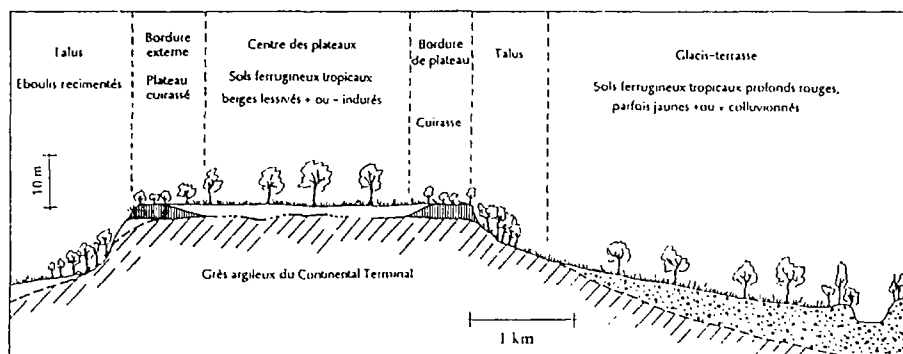 Talus
Eboulis recimentés
Bordure
externe
Plateau
cuirassé
Centre des plateaux
Sols ferrugineux tropicaux
berges lessivés + ou - indurés
Bordure
de plateau
Cuirasse
Talus
Glacis-terrasse
Sols ferrugineux tropicaux profonds rouges,
parfois jaunes +ou colluvionnés
10 m
Grès argileux du Continental Terminal
1 km